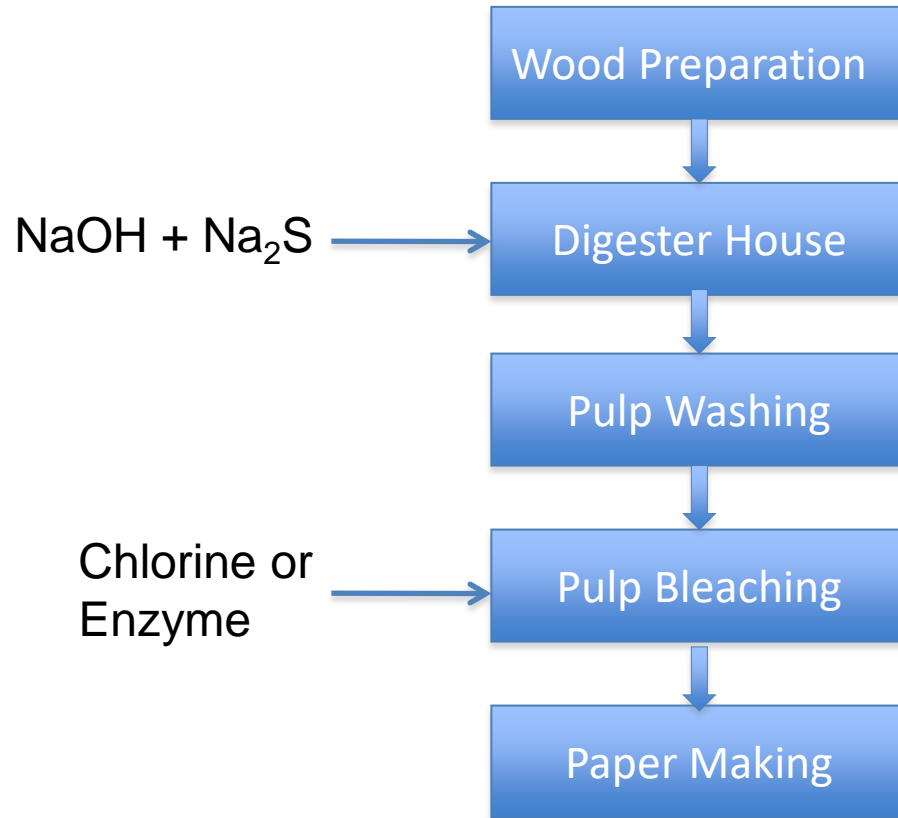 Wood Preparation
NaOH + Na₂S
Digester House
Pulp Washing
Chlorine or
Enzyme
Pulp Bleaching
Paper Making